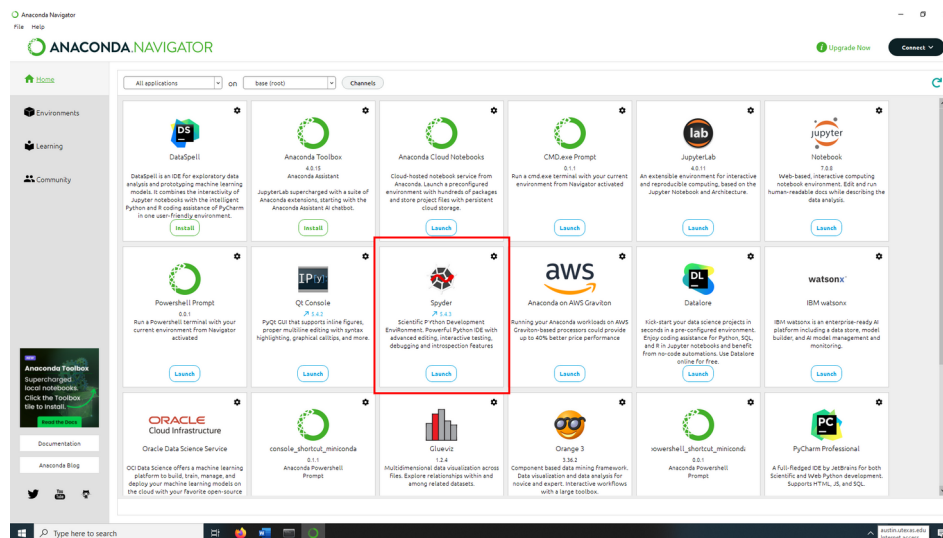 Anaconda Navigator
File Help
ANACONDA.NAVIGATOR
Upgrade Now
Connect
Home
All applications
on
base (root)
Channels
Environments
Learning
Community
DS
DataSpell
DataSpell is an IDE for exploratory data
analysis and prototyping machine learning
models. It combines the interactivity of
Jupyter notebooks with the intelligent
Python and R coding assistance of PyCharm
in one user-friendly environment.
Install
Anaconda Toolbox
4.0.15
Anaconda Assistant
JupyterLab supercharged with a suite of
Anaconda extensions, starting with the
Anaconda Assistant AI chatbot.
Install
Anaconda Cloud Notebooks
Cloud-hosted notebook service from
Anaconda. Launch a preconfigured
environment with hundreds of packages
and store project files with persistent
cloud storage.
Launch
CMD.exe Prompt
0.1.1
Run a cmd.exe terminal with your current
environment from Navigator activated
Launch
lab
JupyterLab
4.0.11
An extensible environment for interactive
and reproducible computing, based on the
Jupyter Notebook and Architecture.
Launch
jupyter
Notebook
7.0.8
Web-based, interactive computing
notebook environment. Edit and run
human-readable docs while describing the
data analysis.
Launch
Powershell Prompt
0.0.1
Run a Powershell terminal with your
current environment from Navigator
activated
Launch
IP[y]:
Qt Console
5.4.2
PyQt GUI that supports inline figures,
proper multiline editing with syntax
highlighting, graphical calltips, and more.
Launch
Spyder
5.4.3
Scientific PYthon Development
EnviRonment. Powerful Python IDE with
advanced editing, interactive testing,
debugging and introspection features
Launch
aws
Anaconda on AWS Graviton
Running your Anaconda workloads on AWS
Graviton-based processors could provide
up to 40% better price performance
Launch
DL
Datalore
Kick-start your data science projects in
seconds in a pre-configured environment.
Enjoy coding assistance for Python, SQL,
and R in Jupyter notebooks and benefit
from no-code automations. Use Datalore
online for free.
Launch
watsonx
IBM watsonx
IBM watsonx is an enterprise-ready AI
platform including a data store, model
builder, and AI model management and
monitoring.
Launch
NEW
Anaconda Toolbox
Supercharged
local notebooks.
Click the Toolbox
tile to install.
Read the Docs
Documentation
Anaconda Blog
You
Tube
ORACLE
Cloud Infrastructure
Oracle Data Science Service
OCI Data Science offers a machine learning
platform to build, train, manage, and
deploy your machine learning models on
the cloud with your favorite open-source
console_shortcut_miniconda
0.1.1
Anaconda Powershell
Prompt
Glueviz
1.2.4
Multidimensional data visualization across
files. Explore relationships within and
among related datasets.
Orange 3
3.36.2
Component based data mining framework.
Data visualization and data analysis for
novice and expert. Interactive workflows
with a large toolbox.
powershell_shortcut_minicond
0.0.1
Anaconda Powershell
Prompt
PC
PyCharm Professional
A full-fledged IDE by JetBrains for both
Scientific and Web Python development.
Supports HTML, JS, and SQL.
Type here to search
austin.utexas.edu
Internet access